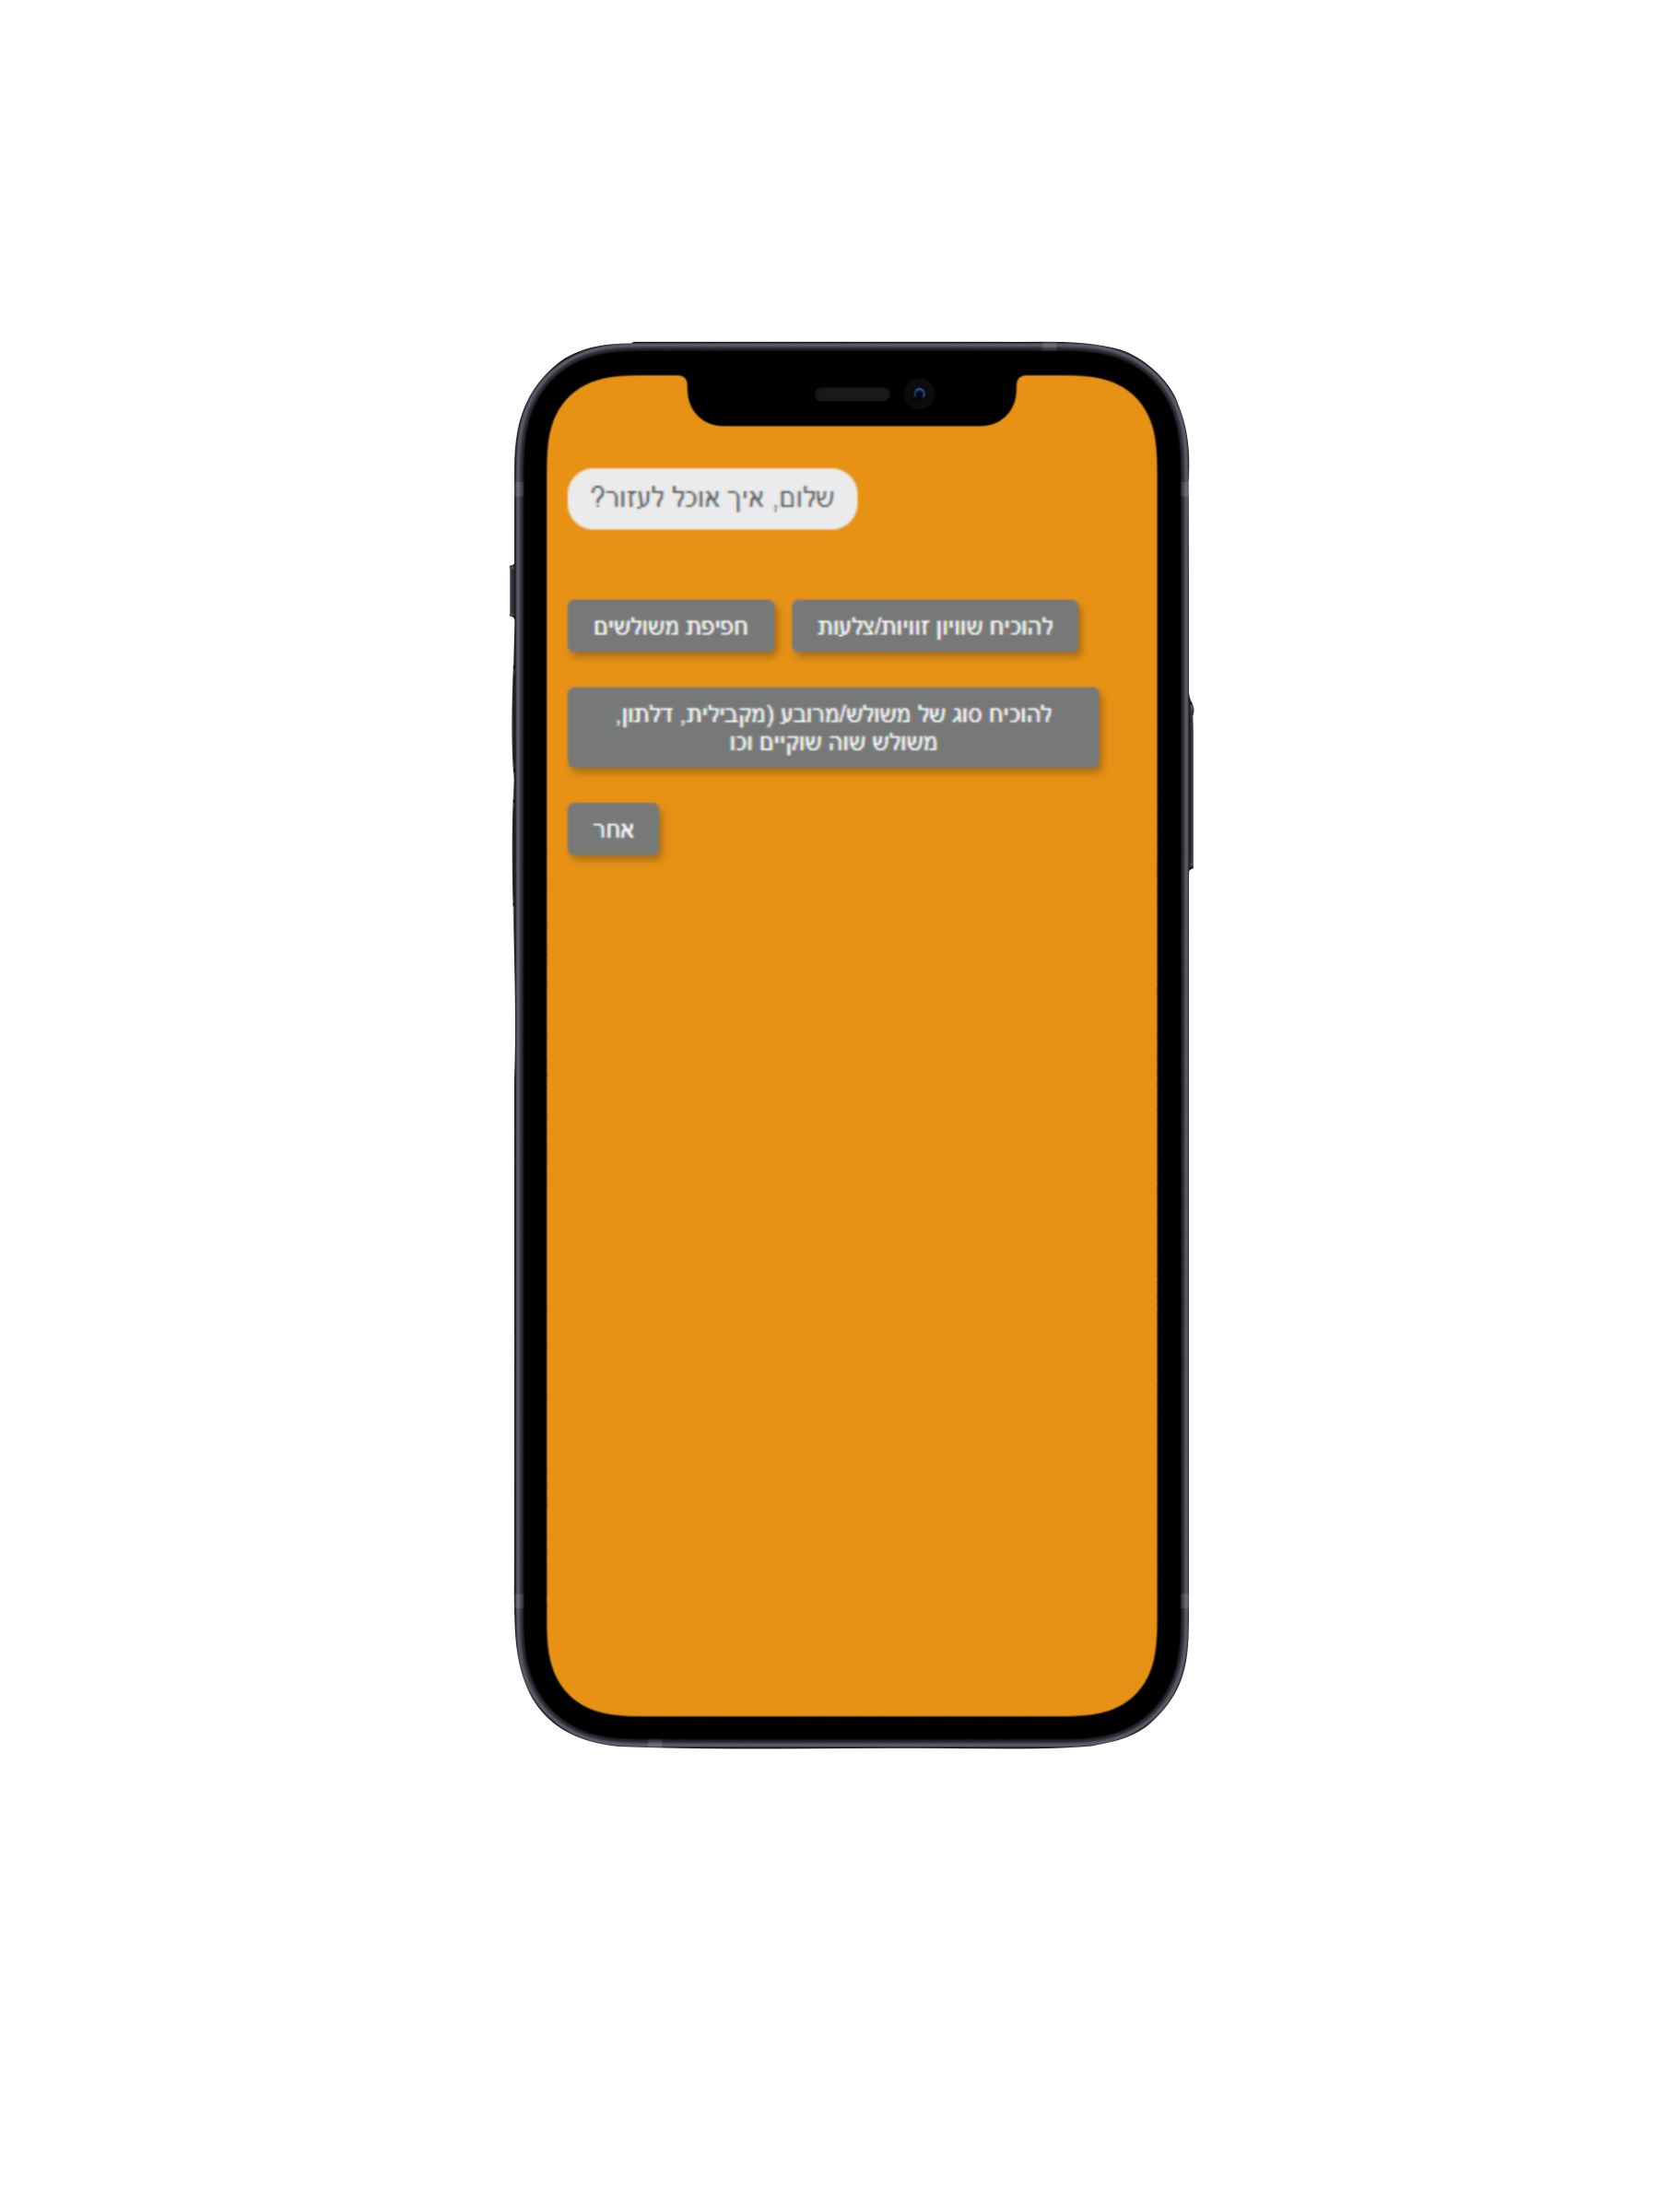 שלום, איך אוכל לעזור?
חפיפת משולשים
להוכיח שוויון זוויות/צלעות
להוכיח סוג של משולש/מרובע (מקבילית, דלתון,
משולש שוה שוקיים וכו
אחר